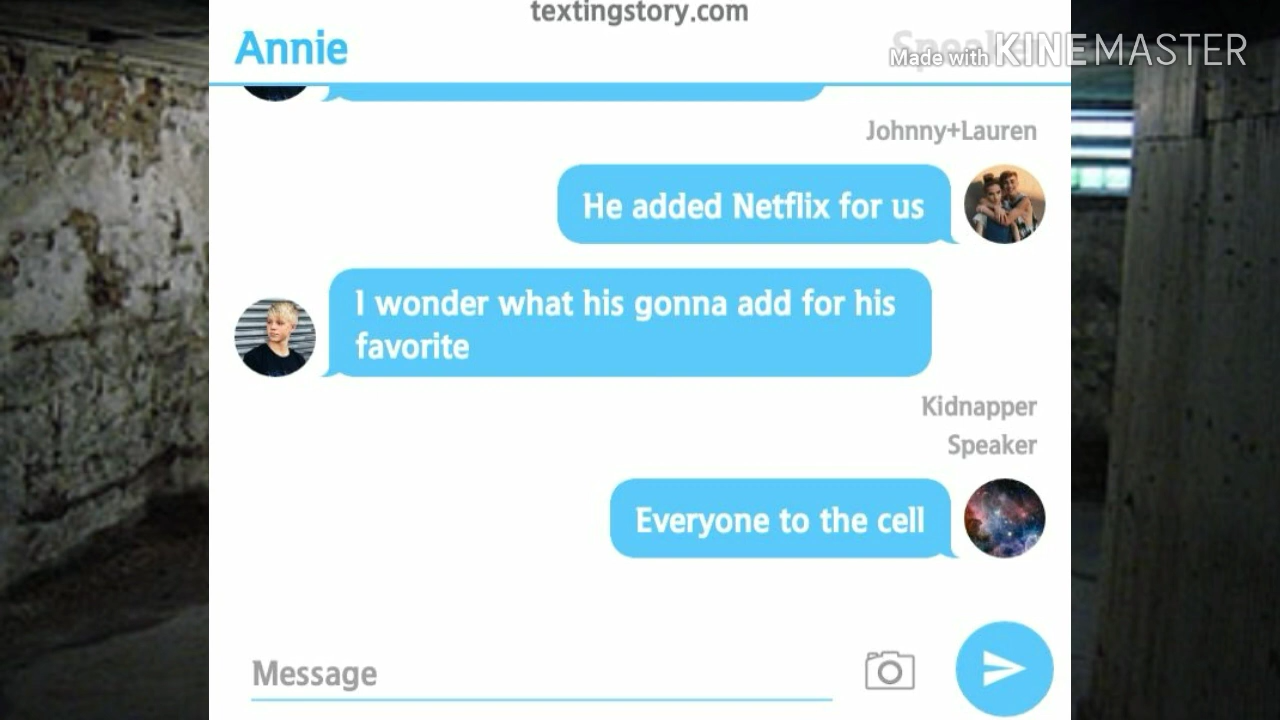 textingstory.com
Annie
Made with KINEMASTER
Johnny+Lauren
He added Netflix for us
I wonder what his gonna add for his
favorite
Kidnapper
Speaker
Everyone to the cell
Message